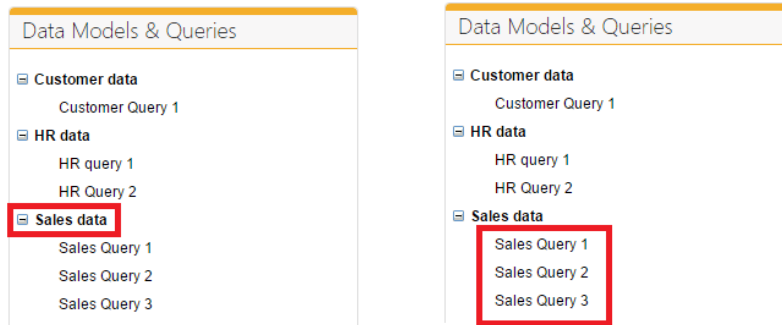 Data Models & Queries
Customer data
Customer Query 1
HR data
HR query 1
HR Query 2
Sales data
Sales Query 1
Sales Query 2
Sales Query 3
Data Models & Queries
Customer data
Customer Query 1
HR data
HR query 1
HR Query 2
Sales data
Sales Query 1
Sales Query 2
Sales Query 3